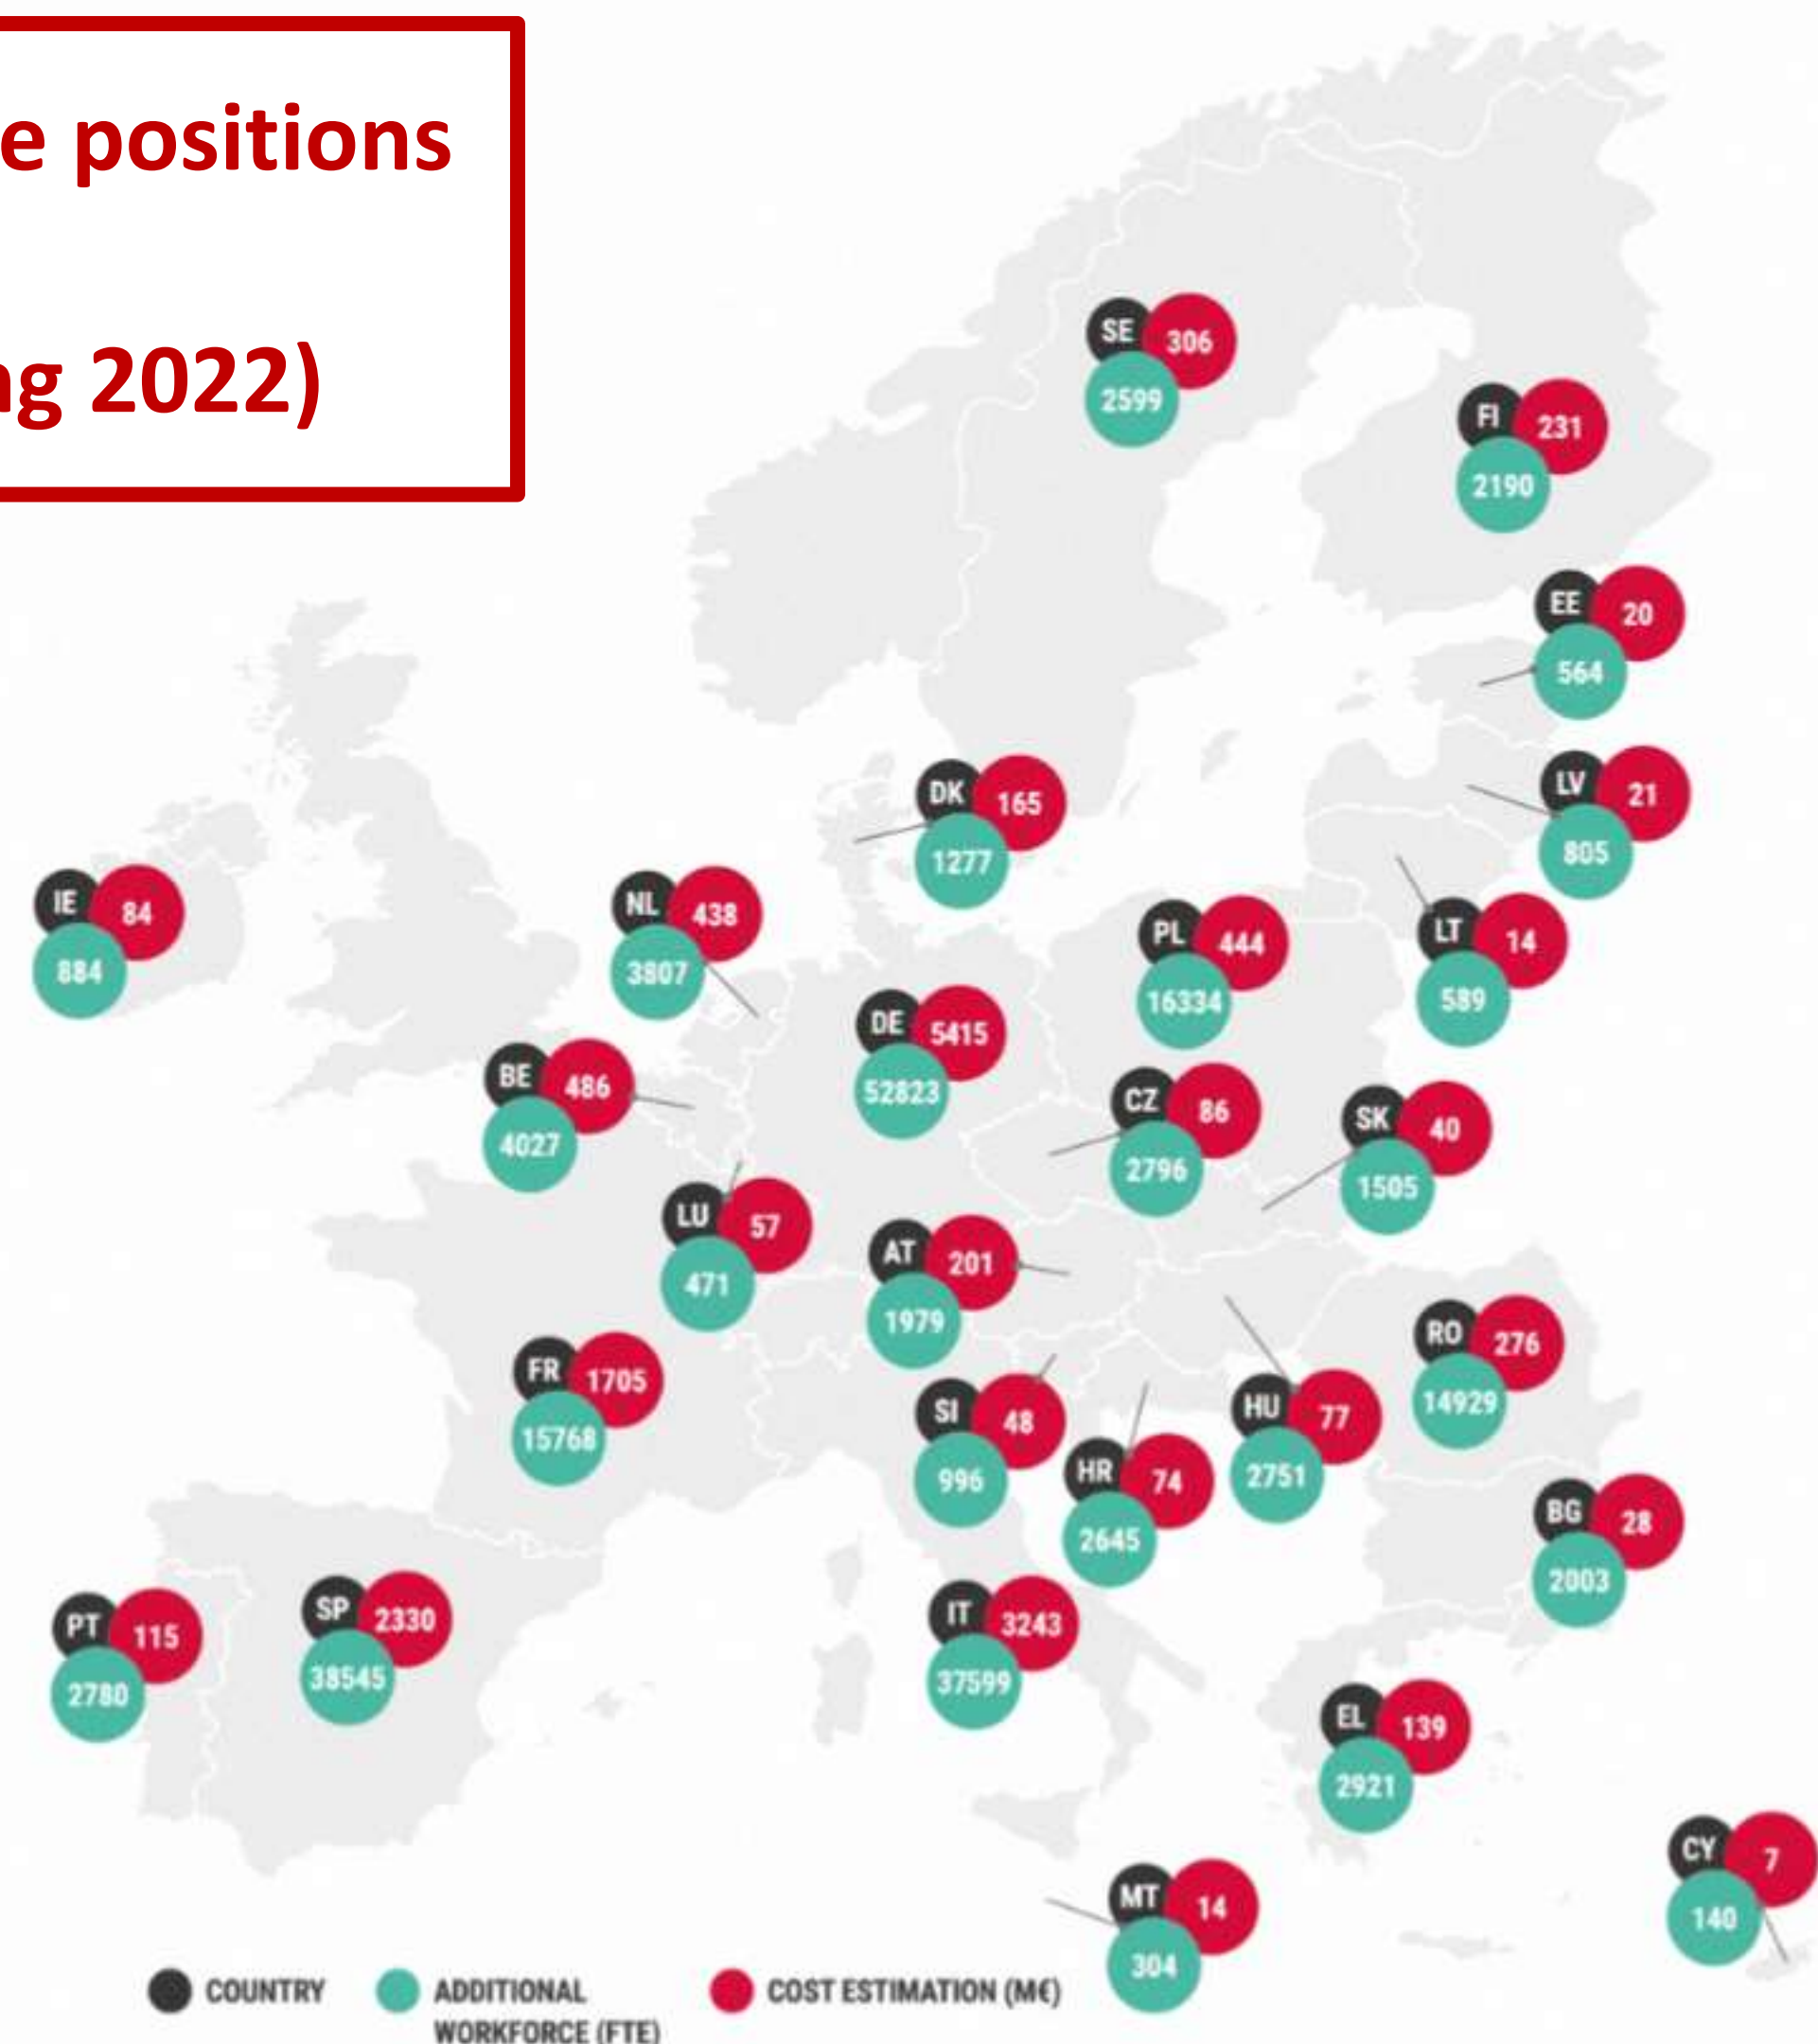 e positions
ng 2022)
SE 306
2599
FI 231
2190
EE 20
564
LV 21
805
DK 165
1277
IE 84
884
NL 438
3807
PL 444
16334
LT 14
589
DE 5415
52823
BE 486
4027
CZ 86
2796
SK 40
1505
LU 57
471
AT 201
1979
RO 276
14929
FR 1705
15768
SI 48
996
HU 77
2751
HR 74
2645
BG 28
2003
PT 115
2780
SP 2330
38545
IT 3243
37599
EL 139
2921
CY 7
140
MT 14
304
COUNTRY
ADDITIONAL
WORKFORCE (FTE)
COST ESTIMATION (M€)